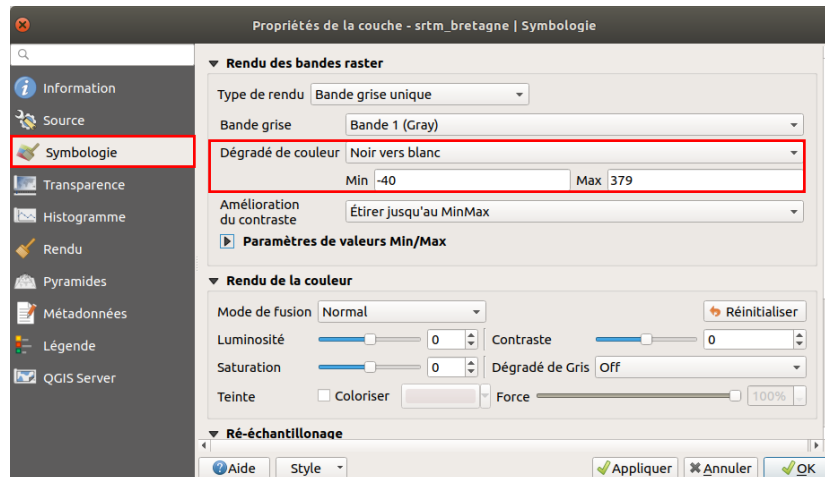 Propriétés de la couche - srtm_bretagne | Symbologie
Information
Source
Symbologie
Transparence
Histogramme
Rendu
Pyramides
Métadonnées
Légende
QGIS Server
Rendu des bandes raster
Type de rendu Bande grise unique
Bande grise Bande 1 (Gray)
Dégradé de couleur Noir vers blanc
Min -40 Max 379
Amélioration
du contraste Étirer jusqu'au MinMax
Paramètres de valeurs Min/Max
Rendu de la couleur
Mode de fusion Normal Réinitialiser
Luminosité 0 Contraste 0
Saturation 0 Dégradé de Gris Off
Teinte Coloriser Force 100%
Ré-échantillonage
Aide Style Appliquer Annuler OK